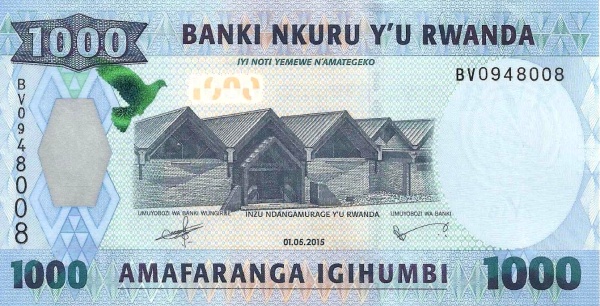 1000
BANKI NKURU Y'U RWANDA
IYI NOTI YEMEWE N'AMATEGEKO
BV0948008
BV0948008
UMUYOBOZI WA BANKI WUNGIRIJE
INZU NDANGAMURAGE Y'U RWANDA
UMUYOBOZI WA BANKI
01.05.2015
1000
AMAFARANGA IGIHUMBI
1000